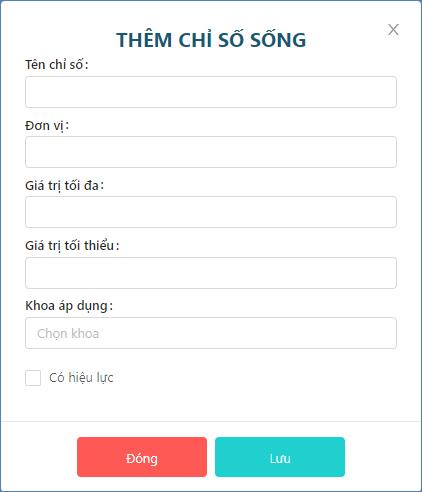 THÊM CHỈ SỐ SỐNG
Tên chỉ số:
Đơn vị:
Giá trị tối đa:
Giá trị tối thiểu:
Khoa áp dụng:
Chọn khoa
Có hiệu lực
Đóng
Lưu